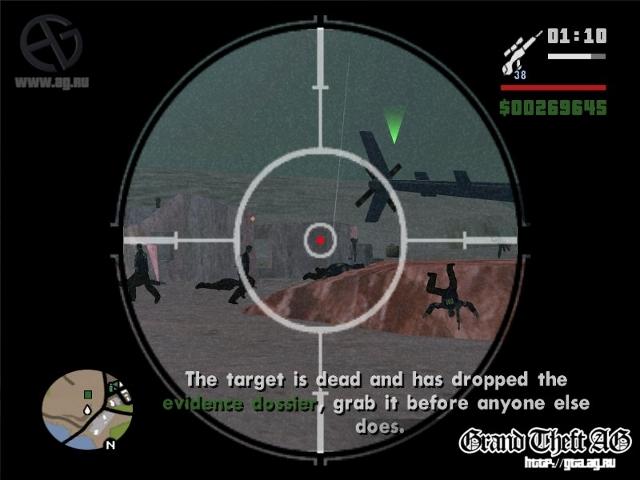 AG
www.ag.ru
01:10
38
$00269645
The target is dead and has dropped the
evidence dossier, grab it before anyone else
does.
N
Grand Theft AG
http://gta.ag.ru